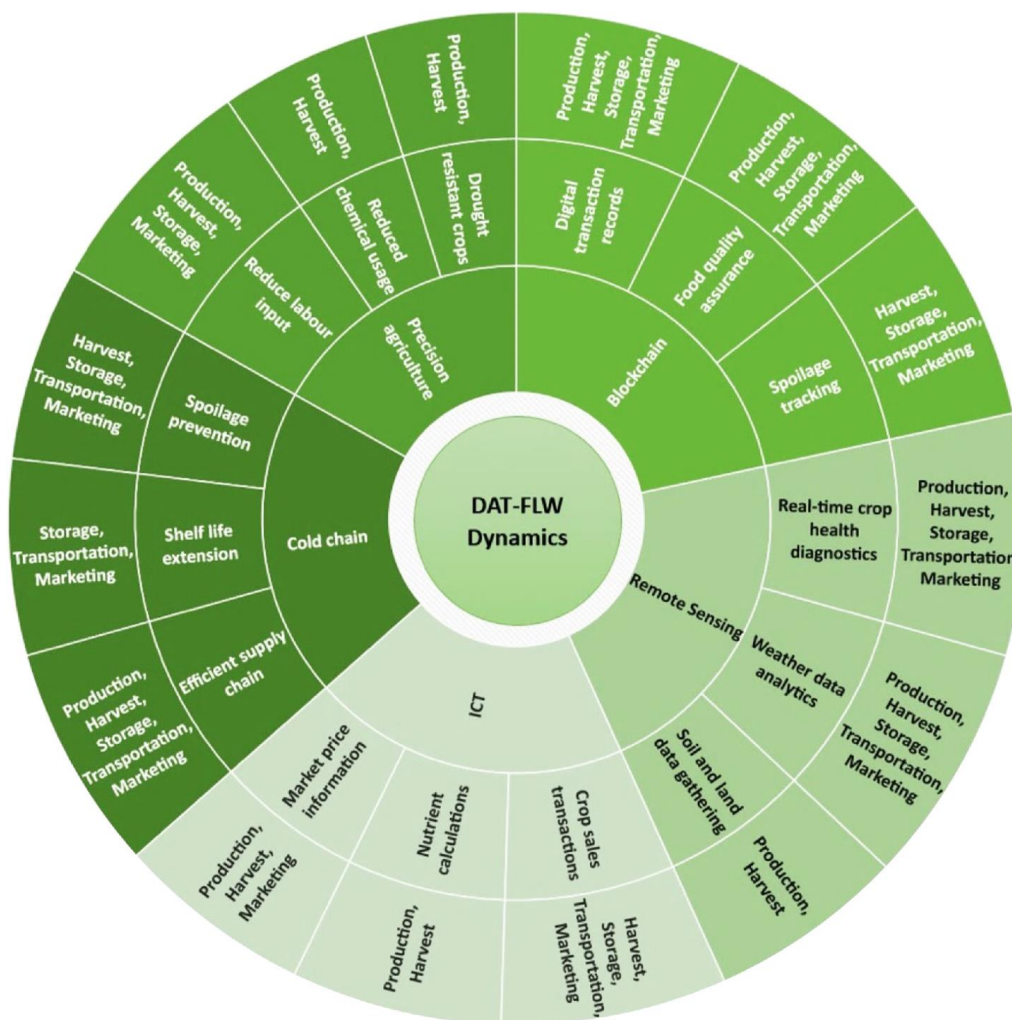 DAT-FLW
Dynamics
Blockchain
Digital
transaction
records
Production,
Harvest,
Storage,
Transportation,
Marketing
Food quality
assurance
Production,
Harvest,
Storage,
Transportation,
Marketing
Spoilage
tracking
Harvest,
Storage,
Transportation,
Marketing
Remote Sensing
Real-time crop
health
diagnostics
Production,
Harvest,
Storage,
Transportation,
Marketing
Weather data
analytics
Production,
Harvest,
Storage,
Transportation,
Marketing
Soil and land
data gathering
Production,
Harvest
ICT
Crop sales
transactions
Harvest,
Storage,
Transportation,
Marketing
Nutrient
calculations
Production,
Harvest
Market price
information
Production,
Harvest,
Marketing
Cold chain
Efficient supply
chain
Production,
Harvest,
Storage,
Transportation,
Marketing
Shelf life
extension
Storage,
Transportation,
Marketing
Spoilage
prevention
Harvest,
Storage,
Transportation,
Marketing
Precision
agriculture
Reduce labour
input
Production,
Harvest,
Storage,
Marketing
Reduced
chemical usage
Production,
Harvest
Drought
resistant crops
Production,
Harvest